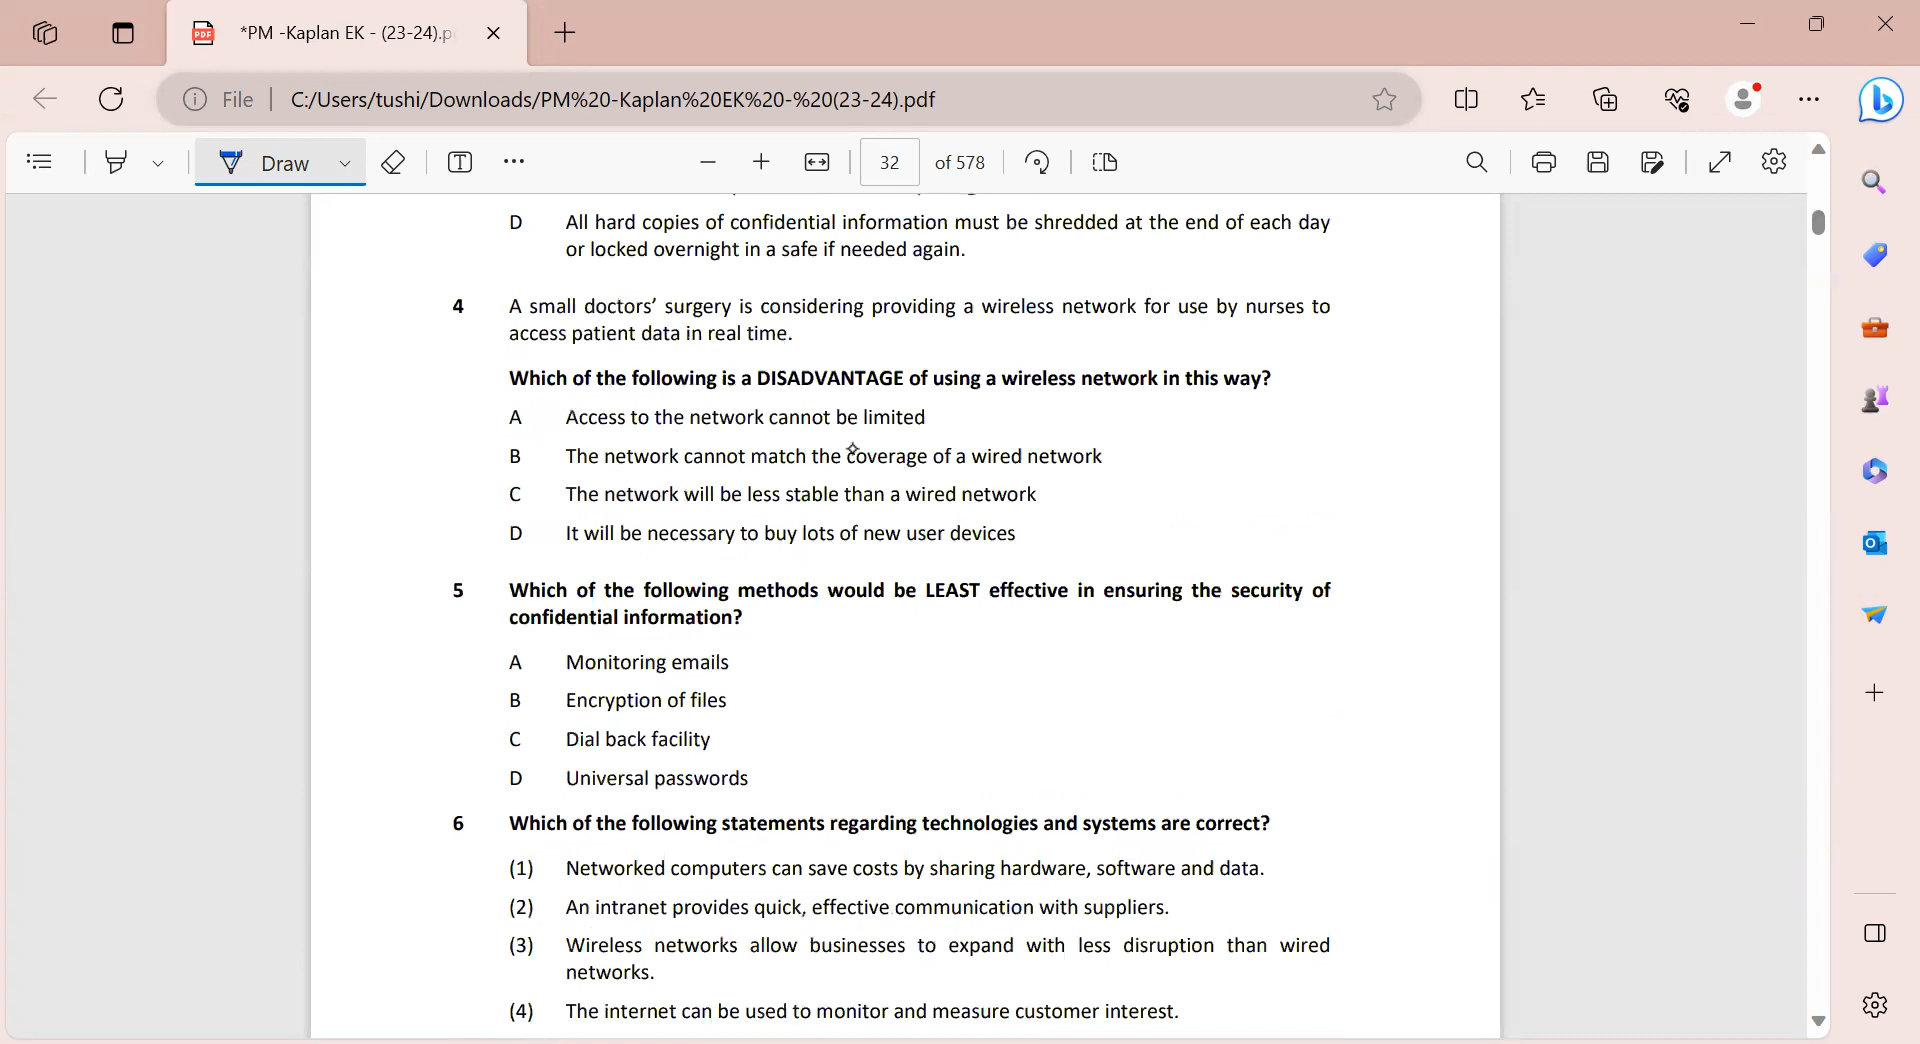 *PM -Kaplan EK - (23-24).p
File
C:/Users/tushi/Downloads/PM%20-Kaplan%20EK%20-%20(23-24).pdf
Draw
32 of 578
D All hard copies of confidential information must be shredded at the end of each day
or locked overnight in a safe if needed again.
4 A small doctors’ surgery is considering providing a wireless network for use by nurses to
access patient data in real time.
Which of the following is a DISADVANTAGE of using a wireless network in this way?
A Access to the network cannot be limited
B The network cannot match the coverage of a wired network
C The network will be less stable than a wired network
D It will be necessary to buy lots of new user devices
5 Which of the following methods would be LEAST effective in ensuring the security of
confidential information?
A Monitoring emails
B Encryption of files
C Dial back facility
D Universal passwords
6 Which of the following statements regarding technologies and systems are correct?
(1) Networked computers can save costs by sharing hardware, software and data.
(2) An intranet provides quick, effective communication with suppliers.
(3) Wireless networks allow businesses to expand with less disruption than wired
networks.
(4) The internet can be used to monitor and measure customer interest.